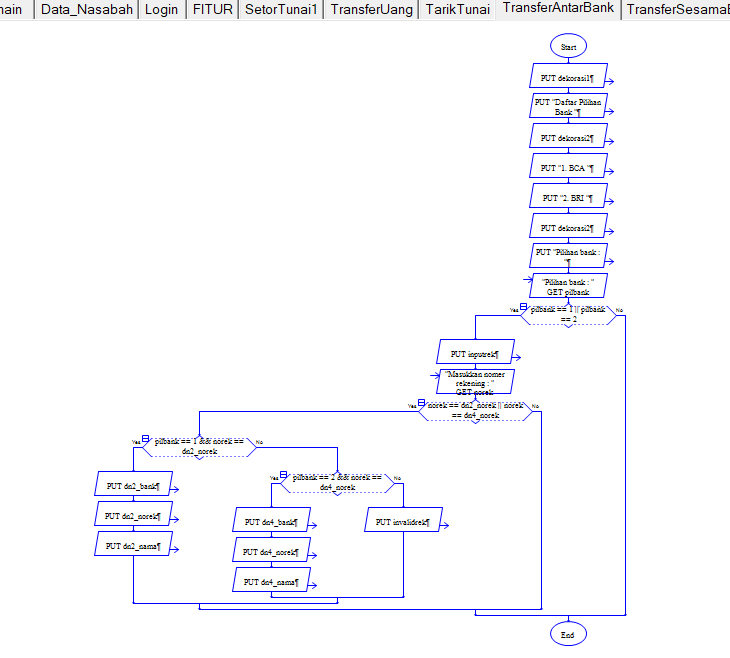 main Data_Nasabah Login FITUR SetorTunai1 TransferUang TarikTunai TransferAntarBank TransferSesamaB
Start
PUT dekorasi1¶
PUT "Daftar Pilihan
Bank "¶
PUT dekorasi2¶
PUT "1. BCA "¶
PUT "2. BRI "¶
PUT dekorasi2¶
PUT "Pilihan bank :
"¶
"Pilihan bank : "
GET pilbank
Yes pilbank == 1 || pilbank No
== 2
PUT inputrek¶
"Masukkan nomer
rekening : "
GET norek
Yes norek == dn2_norek || norek No
== dn4_norek
Yes pilbank == 1 && norek == No
dn2_norek
Yes pilbank == 2 && norek == No
dn4_norek
PUT dn2_bank¶
PUT dn2_norek¶
PUT dn2_nama¶
PUT dn4_bank¶
PUT invalidrek¶
PUT dn4_norek¶
PUT dn4_nama¶
End